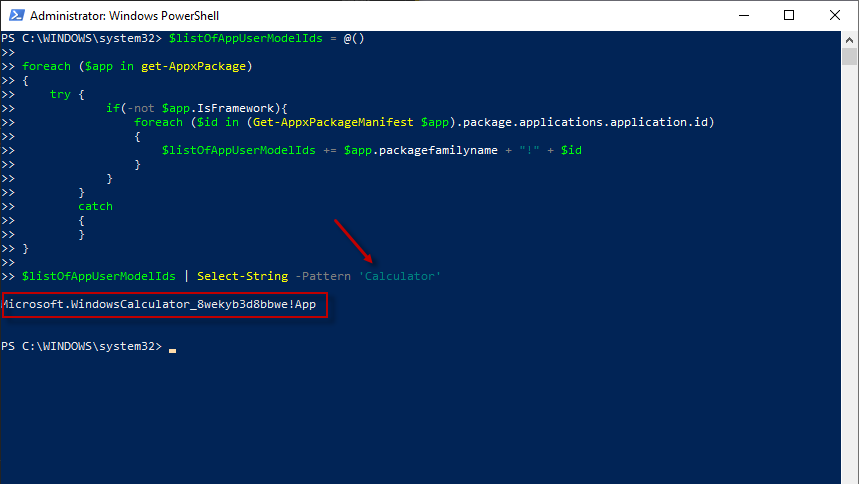 Administrator: Windows PowerShell
PS C:\WINDOWS\system32> $listOfAppUserModelIds = @()
>>
>> foreach ($app in get-AppxPackage)
>> {
>>     try {
>>             if(-not $app.IsFramework){
>>                 foreach ($id in (Get-AppxPackageManifest $app).package.applications.application.id)
>>                 {
>>                     $listOfAppUserModelIds += $app.packagefamilyname + "!" + $id
>>                 }
>>             }
>>         }
>>         catch
>>         {
>>         }
>> }
>>
>> $listOfAppUserModelIds | Select-String -Pattern 'Calculator'
Microsoft.WindowsCalculator_8wekyb3d8bbwe!App
PS C:\WINDOWS\system32>